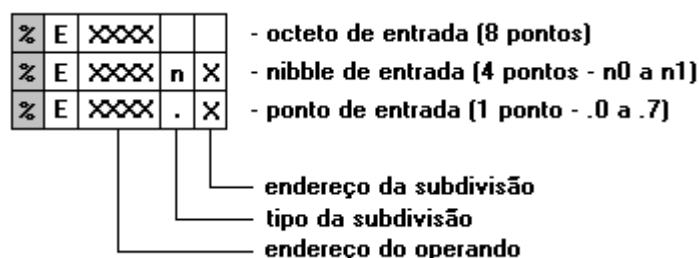 % E XXXX - octeto de entrada (8 pontos)
% E XXXX n X - nibble de entrada (4 pontos - n0 a n1)
% E XXXX . X - ponto de entrada (1 ponto - .0 a .7)
endereço da subdivisão
tipo da subdivisão
endereço do operando